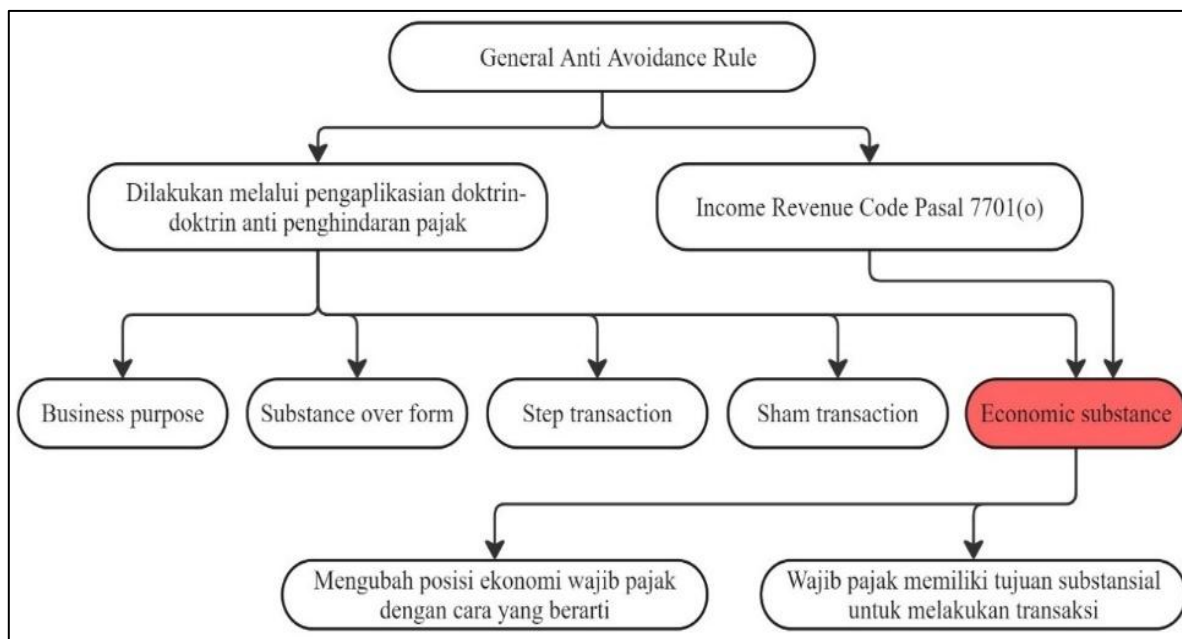 General Anti Avoidance Rule
Dilakukan melalui pengaplikasian doktrin-
doktrin anti penghindaran pajak
Income Revenue Code Pasal 7701(o)
Business purpose
Substance over form
Step transaction
Sham transaction
Economic substance
Mengubah posisi ekonomi wajib pajak
dengan cara yang berarti
Wajib pajak memiliki tujuan substansial
untuk melakukan transaksi